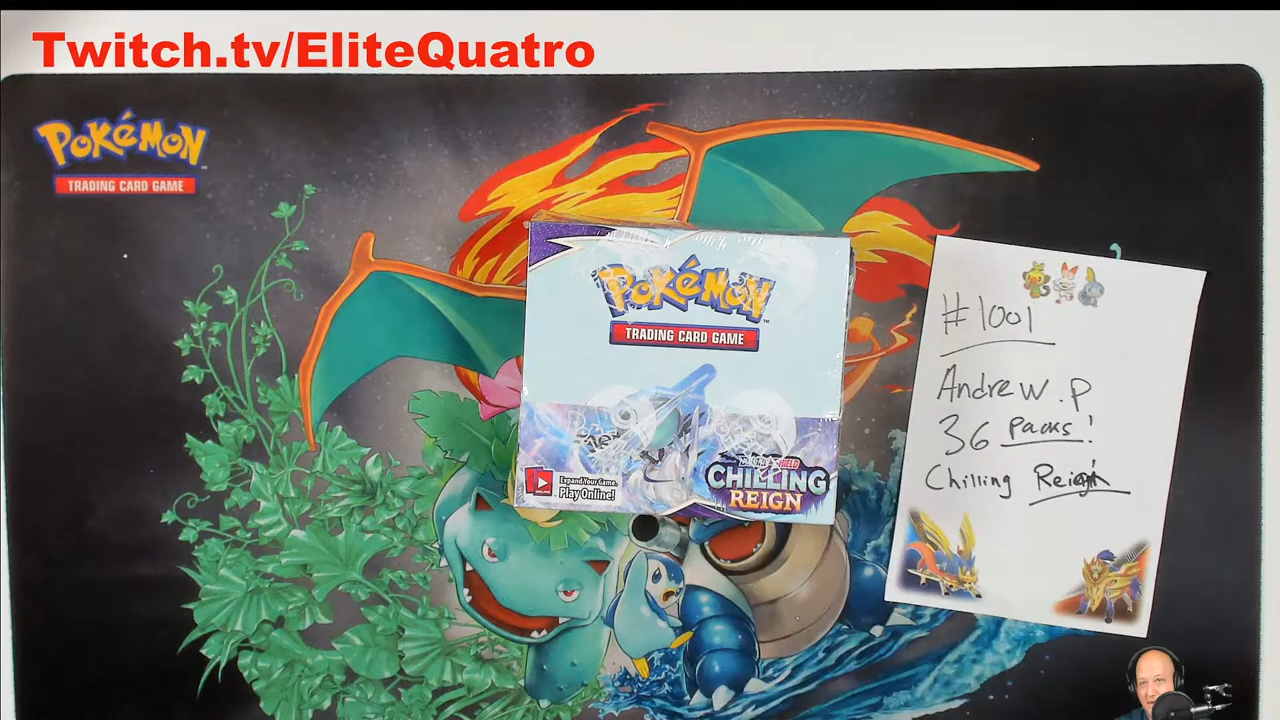 Twitch.tv/EliteQuatro
POKéMON
TRADING CARD GAME
POKéMON
TRADING CARD GAME
Expand Your Game.
Play Online!
ONLINE
CHILLING
REIGN
#1001
Andrew.P
36 Packs!
Chilling Reign